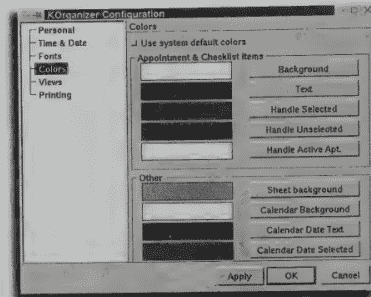 KOrganizer Configuration
Personal
Time & Date
Fonts
Colors
Views
Printing
Colors
Use system default colors
Appointment & Checklist items
Background
Text
Handle Selected
Handle Unselected
Handle Active Apt.
Other
Sheet background
Calendar Background
Calendar Date Text
Calendar Date Selected
Apply
OK
Cancel